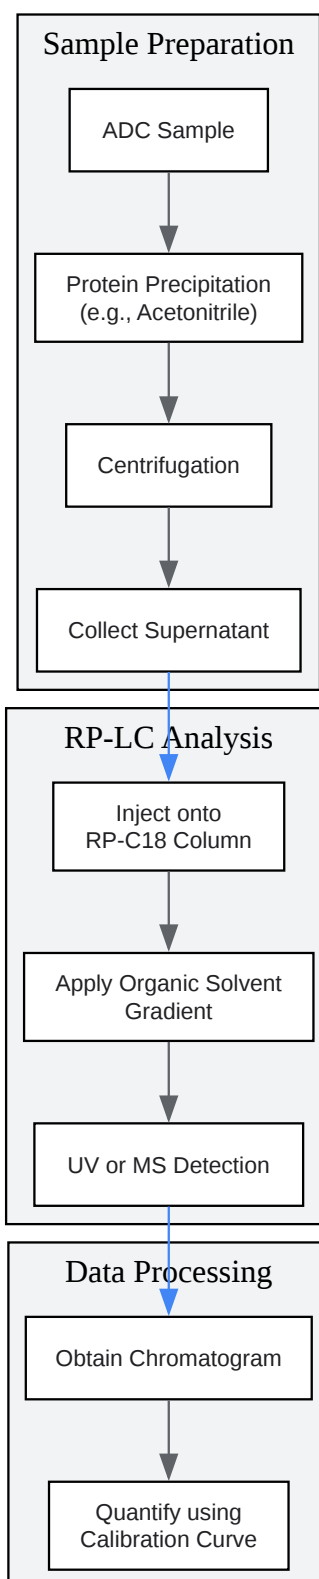 Sample Preparation
ADC Sample
Protein Precipitation
(e.g., Acetonitrile)
Centrifugation
Collect Supernatant
RP-LC Analysis
Inject onto
RP-C18 Column
Apply Organic Solvent
Gradient
UV or MS Detection
Data Processing
Obtain Chromatogram
Quantify using
Calibration Curve